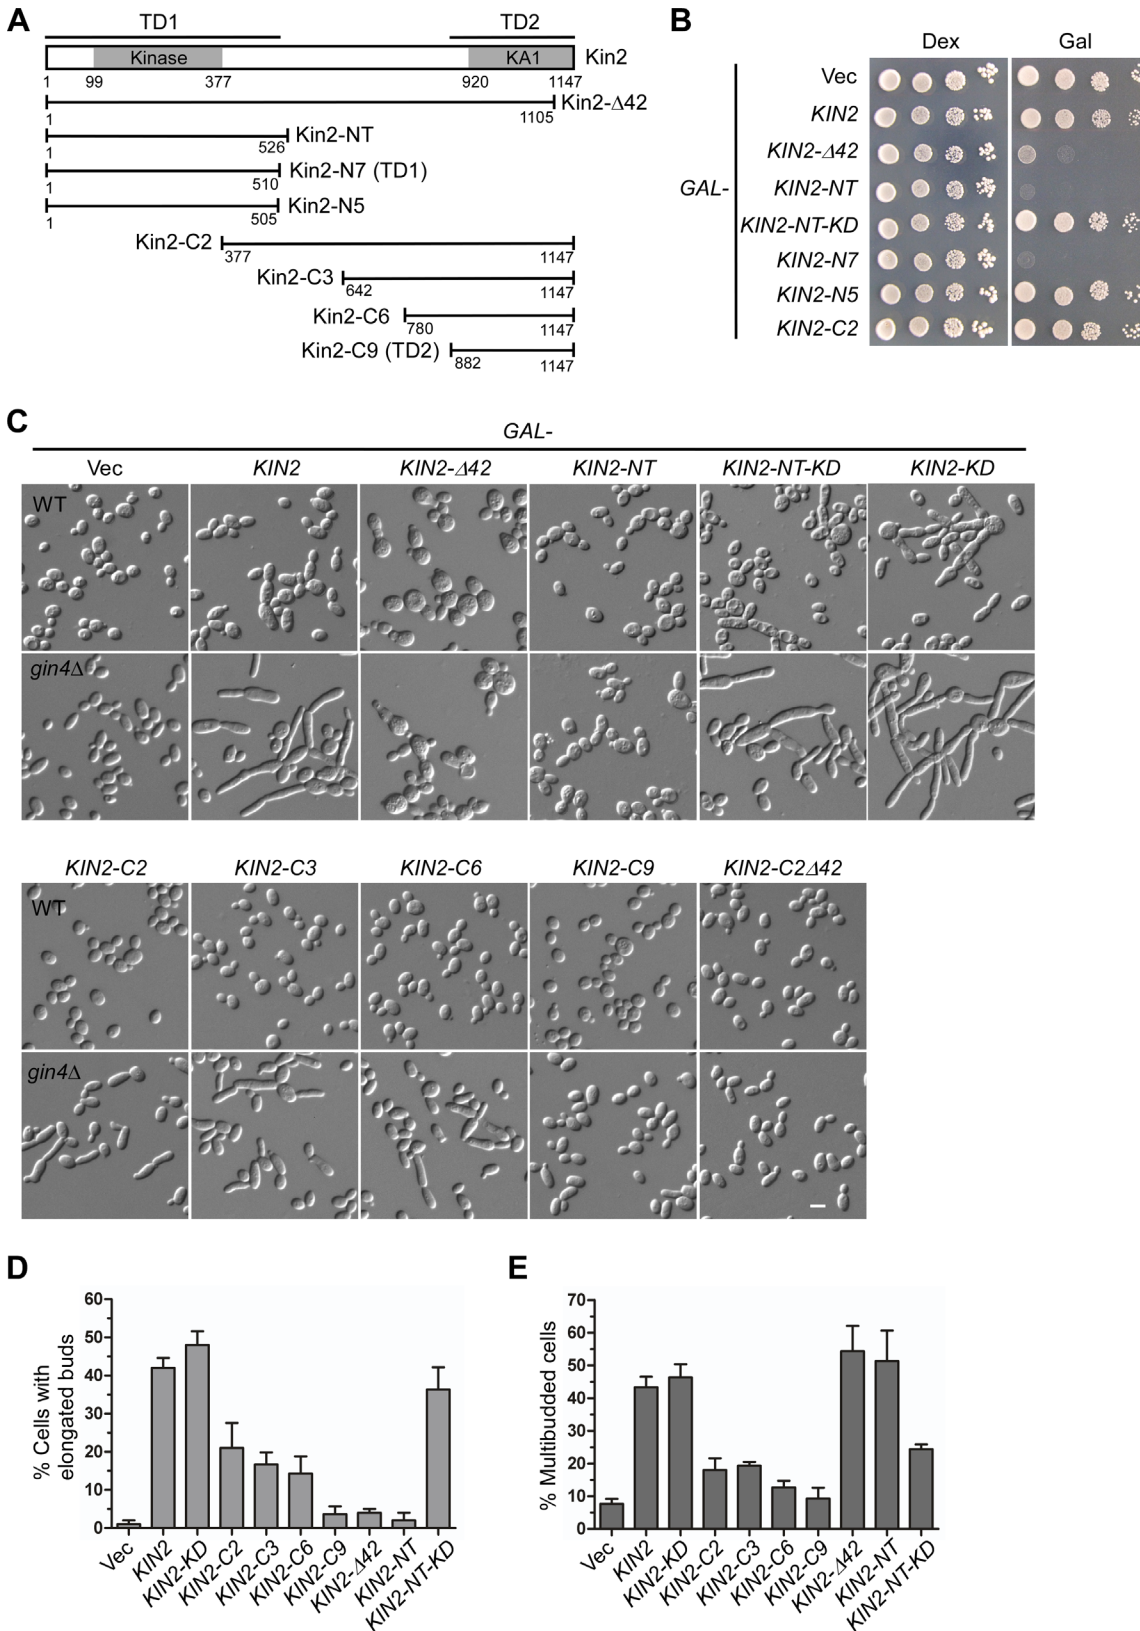 A
TD1 TD2
Kinase KA1 Kin2
1 99 377 920 1147
Kin2-Δ42
1 1105
Kin2-NT
1 526
Kin2-N7 (TD1)
1 510
Kin2-N5
1 505
Kin2-C2
377 1147
Kin2-C3
642 1147
Kin2-C6
780 1147
Kin2-C9 (TD2)
882 1147
B
Dex Gal
GAL-
Vec
KIN2
KIN2-Δ42
KIN2-NT
KIN2-NT-KD
KIN2-N7
KIN2-N5
KIN2-C2
C
GAL-
Vec KIN2 KIN2-Δ42 KIN2-NT KIN2-NT-KD KIN2-KD
WT
gin4Δ
KIN2-C2 KIN2-C3 KIN2-C6 KIN2-C9 KIN2-C2Δ42
WT
gin4Δ
D
% Cells with
elongated buds
60
50
40
30
20
10
0
Vec KIN2 KIN2-KD KIN2-C2 KIN2-C3 KIN2-C6 KIN2-C9 KIN2-Δ42 KIN2-NT KIN2-NT-KD
E
% Multibudded cells
70
60
50
40
30
20
10
0
Vec KIN2 KIN2-KD KIN2-C2 KIN2-C3 KIN2-C6 KIN2-C9 KIN2-Δ42 KIN2-NT KIN2-NT-KD